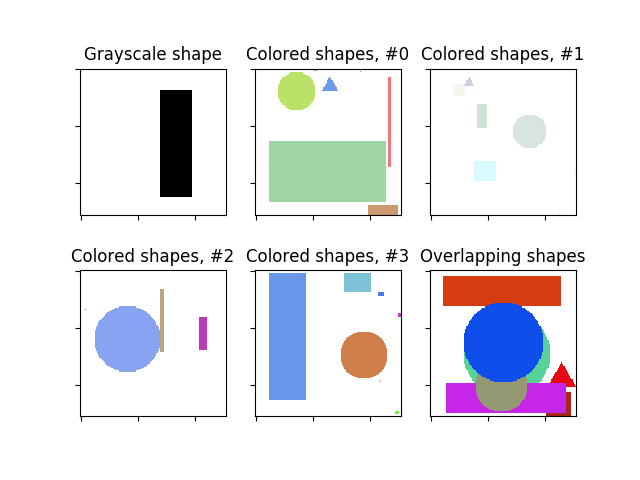 Grayscale shape
Colored shapes, #0
Colored shapes, #1
Colored shapes, #2
Colored shapes, #3
Overlapping shapes